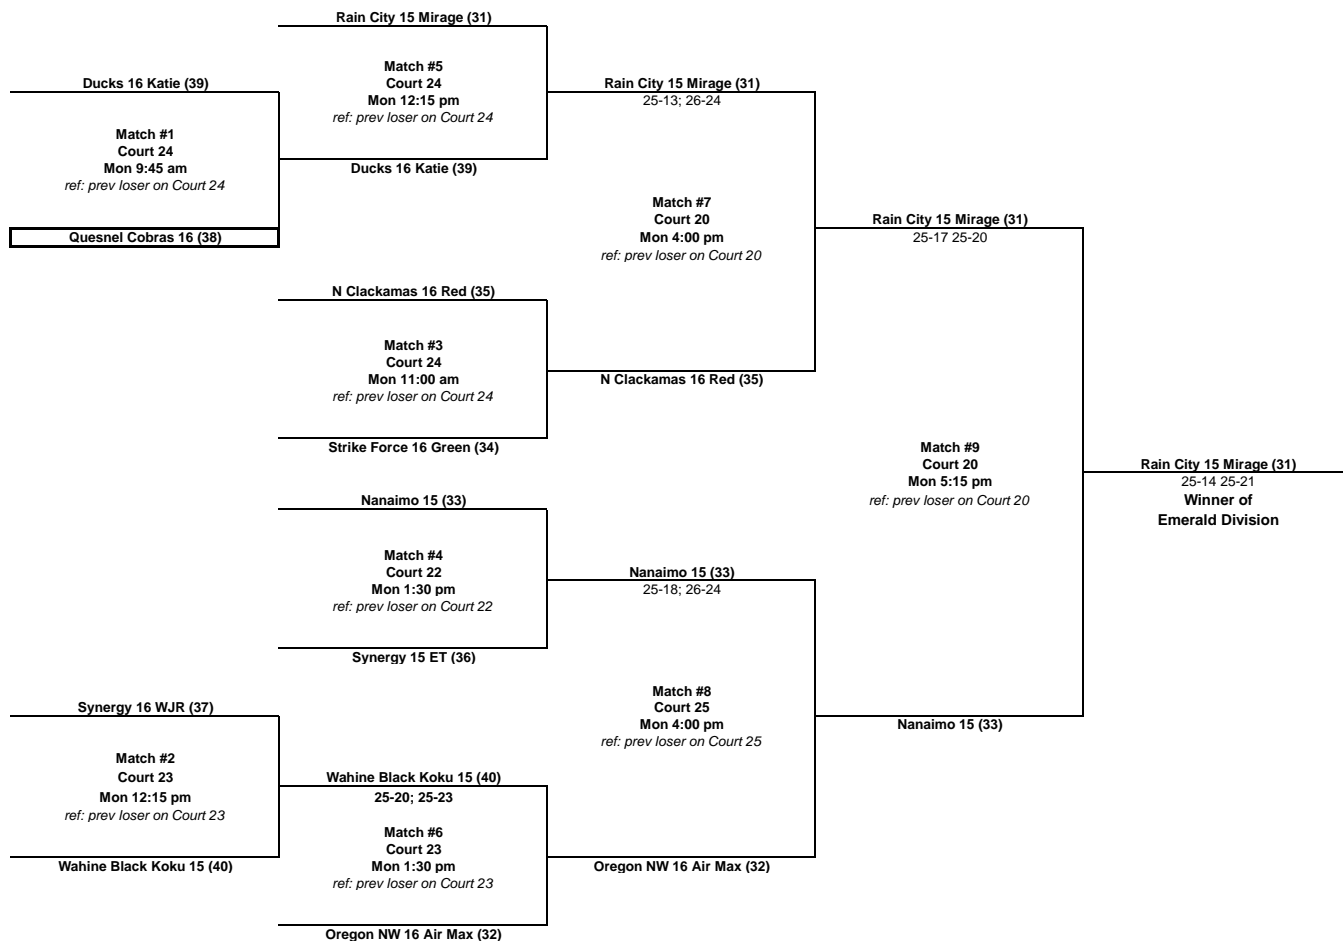 Rain City 15 Mirage (31)
Match #5
Court 24
Mon 12:15 pm
ref: prev loser on Court 24
Ducks 16 Katie (39)
Ducks 16 Katie (39)
Match #1
Court 24
Mon 9:45 am
ref: prev loser on Court 24
Quesnel Cobras 16 (38)
Rain City 15 Mirage (31)
25-13; 26-24
Match #7
Court 20
Mon 4:00 pm
ref: prev loser on Court 20
N Clackamas 16 Red (35)
Match #3
Court 24
Mon 11:00 am
ref: prev loser on Court 24
Strike Force 16 Green (34)
N Clackamas 16 Red (35)
Rain City 15 Mirage (31)
25-17 25-20
Match #9
Court 20
Mon 5:15 pm
ref: prev loser on Court 20
Rain City 15 Mirage (31)
25-14 25-21
Winner of
Emerald Division
Nanaimo 15 (33)
Match #4
Court 22
Mon 1:30 pm
ref: prev loser on Court 22
Synergy 15 ET (36)
Nanaimo 15 (33)
25-18; 26-24
Match #8
Court 25
Mon 4:00 pm
ref: prev loser on Court 25
Nanaimo 15 (33)
Synergy 16 WJR (37)
Match #2
Court 23
Mon 12:15 pm
ref: prev loser on Court 23
Wahine Black Koku 15 (40)
Wahine Black Koku 15 (40)
25-20; 25-23
Match #6
Court 23
Mon 1:30 pm
ref: prev loser on Court 23
Oregon NW 16 Air Max (32)
Oregon NW 16 Air Max (32)